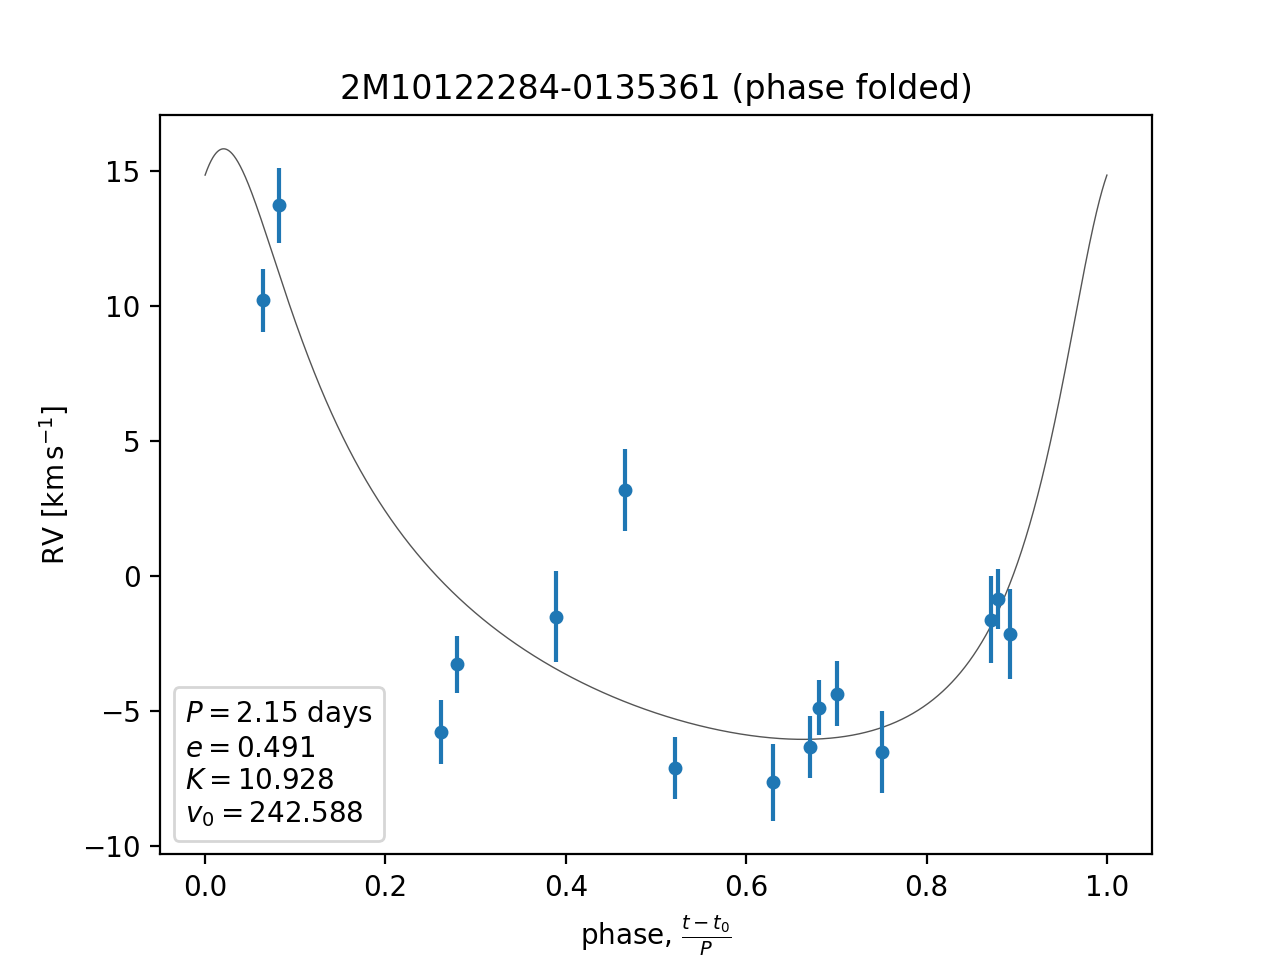 2M10122284-0135361 (phase folded)
RV [km s⁻¹]
15
10
5
0
−5
−10
P = 2.15 days
e = 0.491
K = 10.928
v₀ = 242.588
0.0 0.2 0.4 0.6 0.8 1.0
phase, (t − t₀)/P